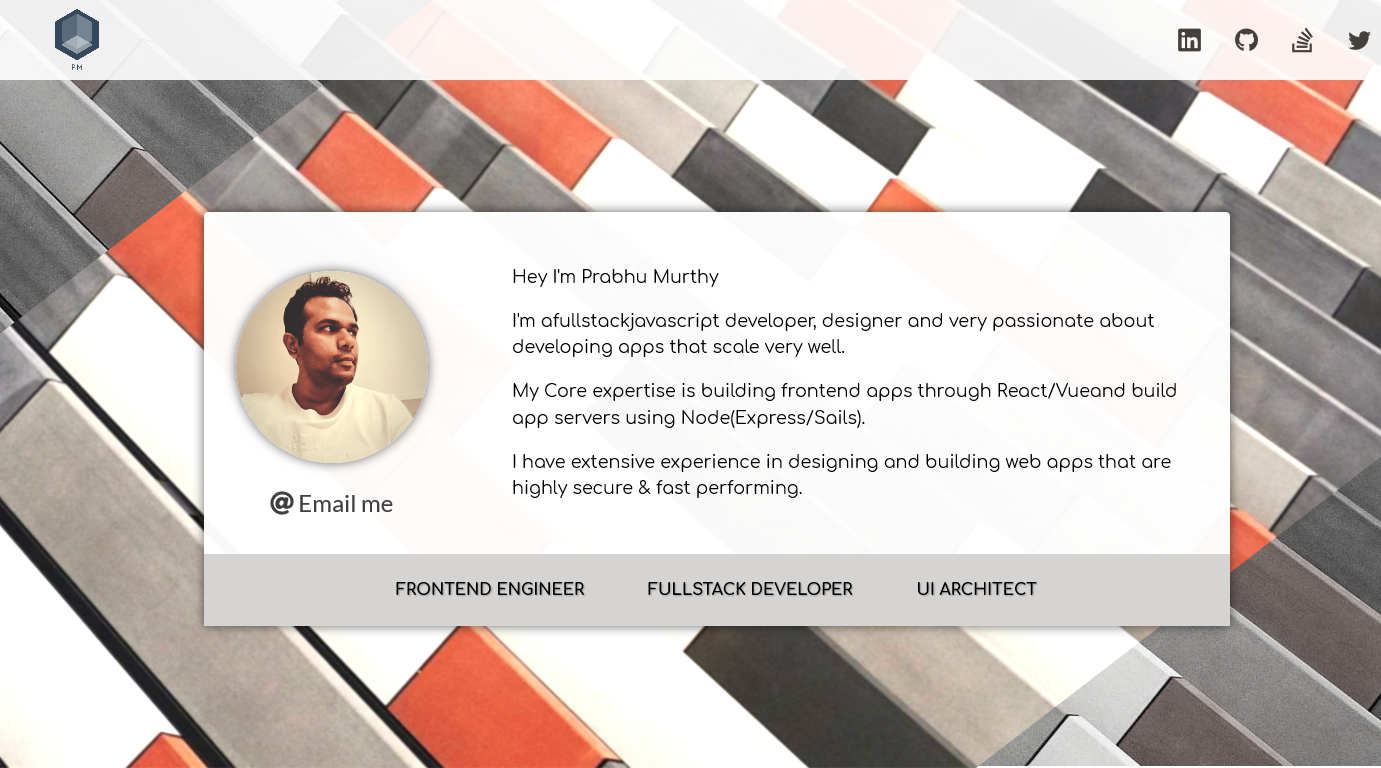 PM
Hey I'm Prabhu Murthy
I'm afullstackjavascript developer, designer and very passionate about
developing apps that scale very well.
My Core expertise is building frontend apps through React/Vueand build
app servers using Node(Express/Sails).
I have extensive experience in designing and building web apps that are
highly secure & fast performing.
@ Email me
FRONTEND ENGINEER FULLSTACK DEVELOPER UI ARCHITECT